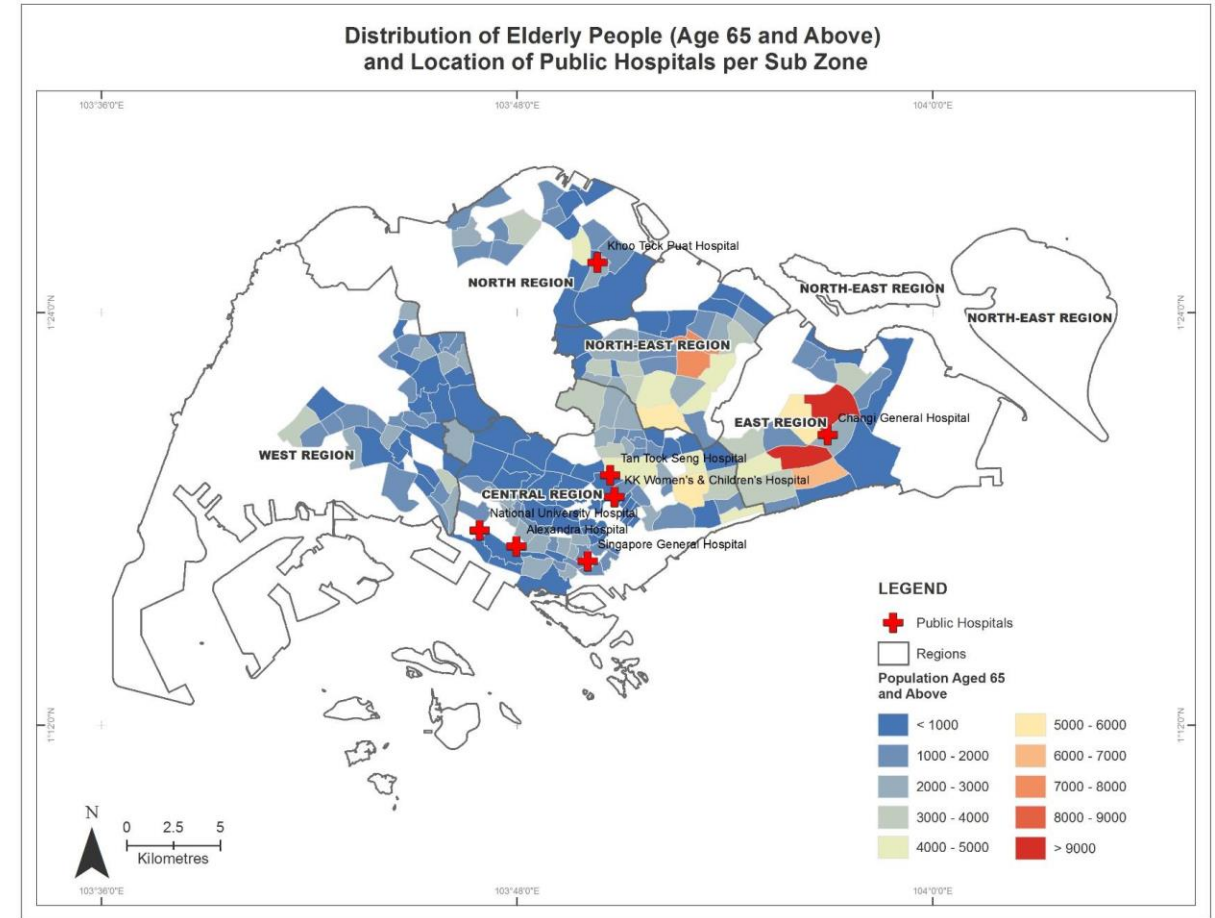 Distribution of Elderly People (Age 65 and Above)
and Location of Public Hospitals per Sub Zone
103°36'0"E
103°48'0"E
104°0'0"E
1°24'0"N
1°24'0"N
Khoo Teck Puat Hospital
NORTH REGION
NORTH-EAST REGION
NORTH-EAST REGION
NORTH-EAST REGION
EAST REGION
Changi General Hospital
WEST REGION
Tan Tock Seng Hospital
KK Women's & Children's Hospital
CENTRAL REGION
National University Hospital
Alexandra Hospital
Singapore General Hospital
LEGEND
Public Hospitals
Regions
Population Aged 65
and Above
< 1000
1000 - 2000
2000 - 3000
3000 - 4000
4000 - 5000
5000 - 6000
6000 - 7000
7000 - 8000
8000 - 9000
> 9000
1°12'0"N
1°12'0"N
N
0 2.5 5
Kilometres
103°36'0"E
103°48'0"E
104°0'0"E